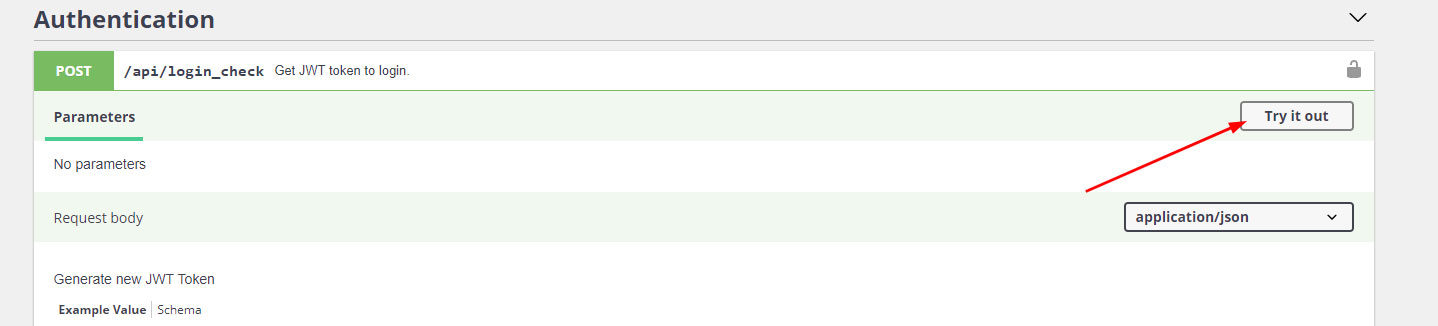 Authentication
POST /api/login_check Get JWT token to login.
Parameters Try it out
No parameters
Request body application/json
Generate new JWT Token
Example Value Schema